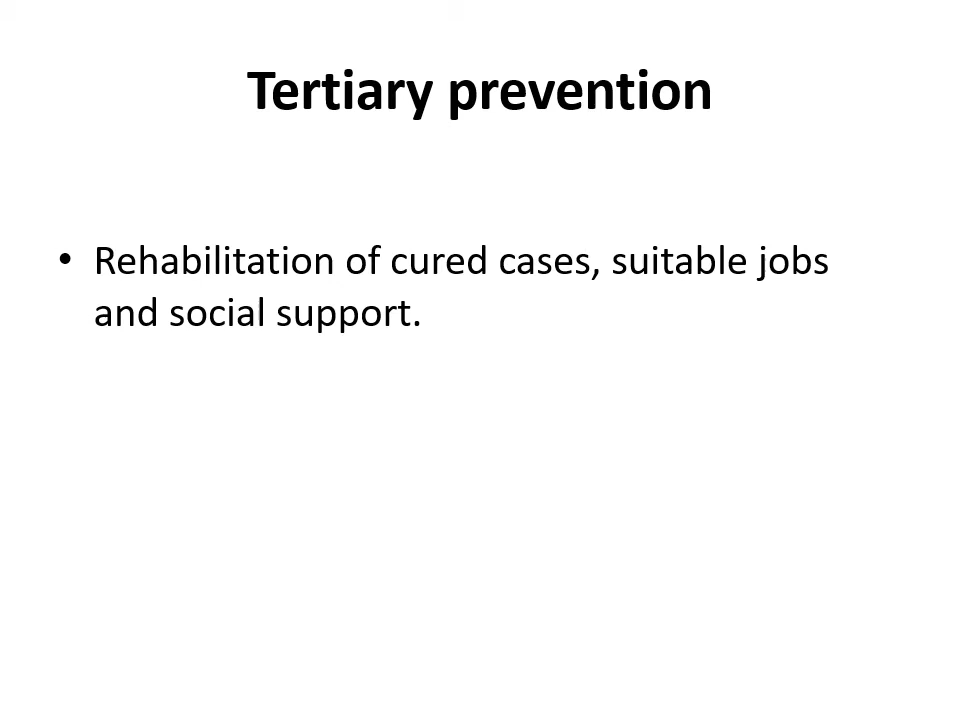 Tertiary prevention
• Rehabilitation of cured cases, suitable jobs
and social support.